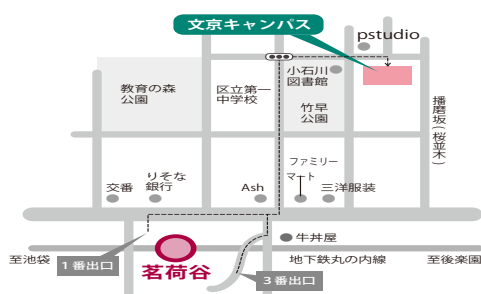 文京キャンパス
pstudio
小石川
図書館
教育の森
公園
区立第一
中学校
竹早
公園
播磨坂(桜並木)
ファミリー
マート
りそな
銀行
交番
Ash
三洋服装
牛丼屋
至池袋
1番出口
茗荷谷
3番出口
地下鉄丸の内線
至後楽園